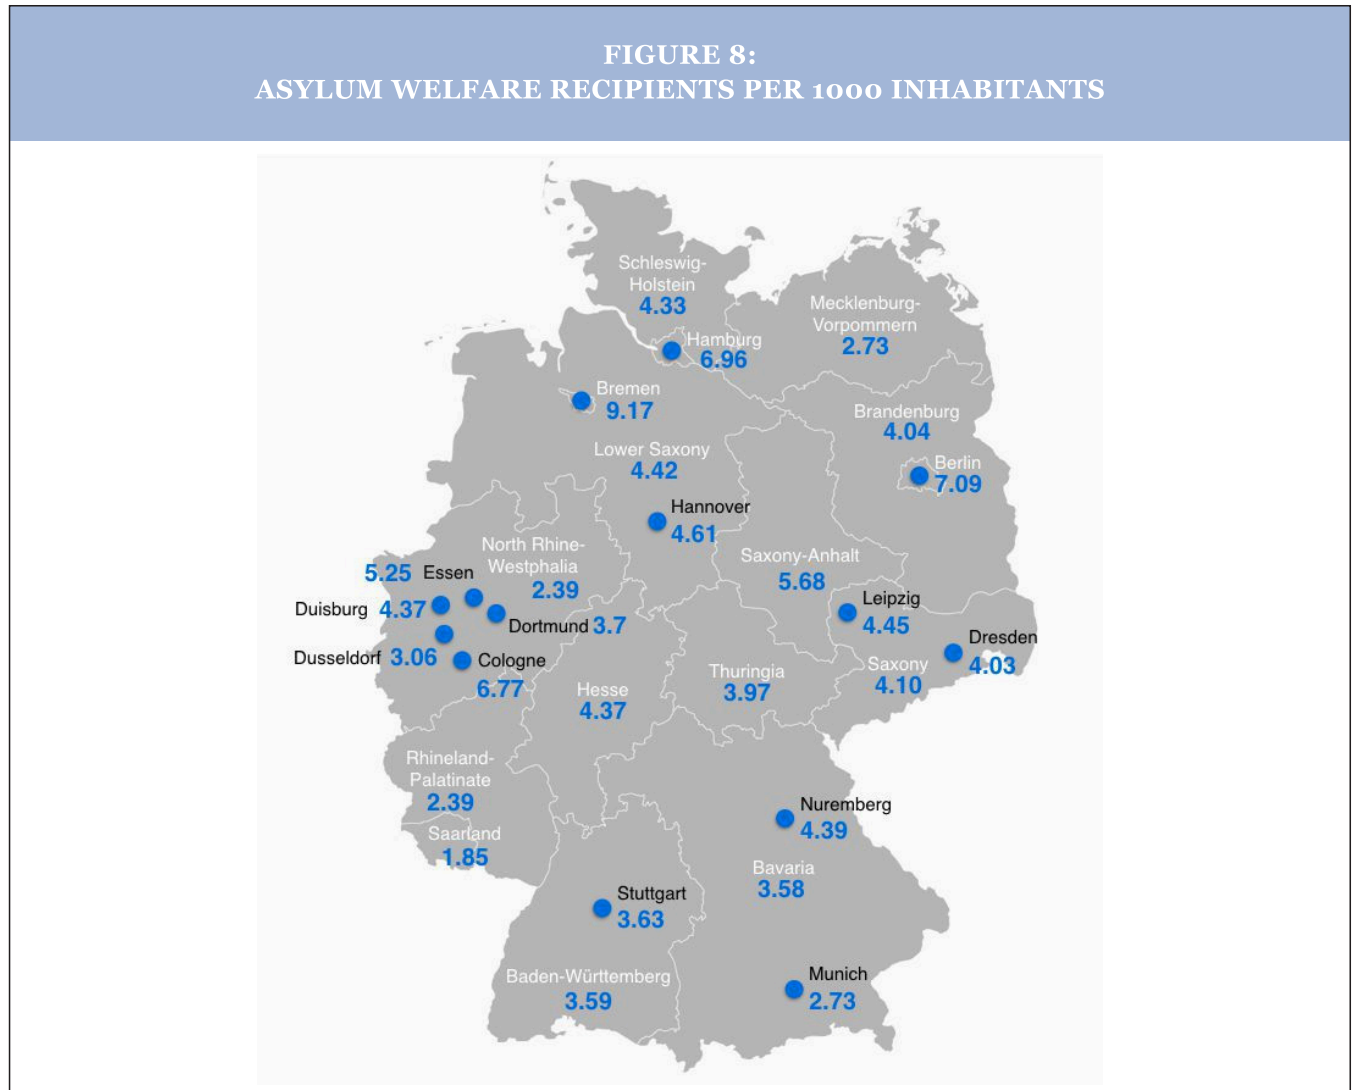 FIGURE 8:
ASYLUM WELFARE RECIPIENTS PER 1000 INHABITANTS
Schleswig-
Holstein
4.33
Mecklenburg-
Vorpommern
2.73
Hamburg
6.96
Bremen
9.17
Brandenburg
4.04
Lower Saxony
4.42
Berlin
7.09
Hannover
4.61
North Rhine-
Westphalia
2.39
Saxony-Anhalt
5.68
5.25 Essen
Duisburg 4.37
Dortmund 3.7
Leipzig
4.45
Dresden
4.03
Dusseldorf 3.06
Cologne
6.77
Hesse
4.37
Thuringia
3.97
Saxony
4.10
Rhineland-
Palatinate
2.39
Saarland
1.85
Nuremberg
4.39
Bavaria
3.58
Stuttgart
3.63
Baden-Württemberg
3.59
Munich
2.73